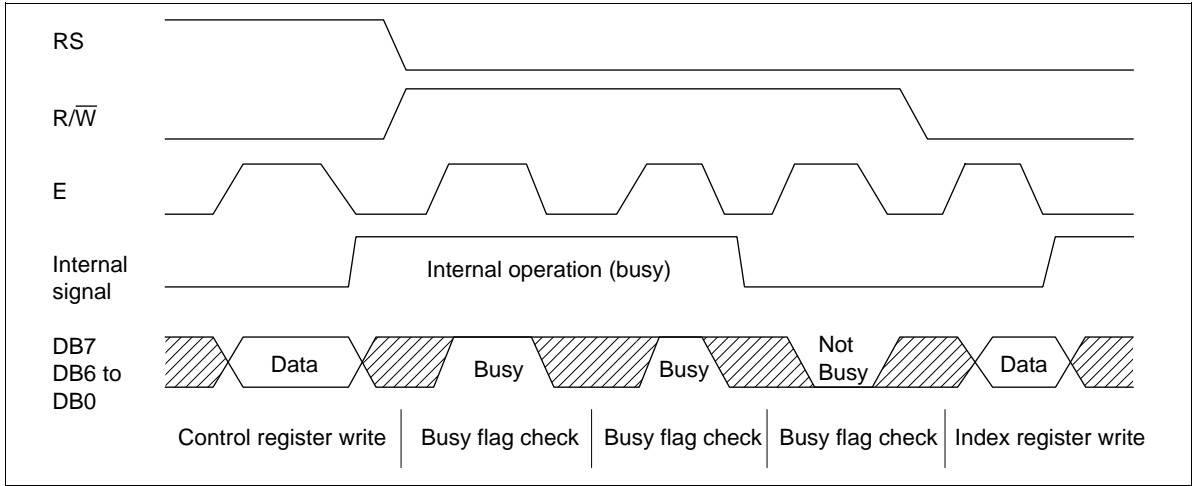 RS
R/W̅
E
Internal
signal
Internal operation (busy)
DB7
DB6 to
DB0
Data
Busy
Busy
Not
Busy
Data
Control register write
Busy flag check
Busy flag check
Busy flag check
Index register write